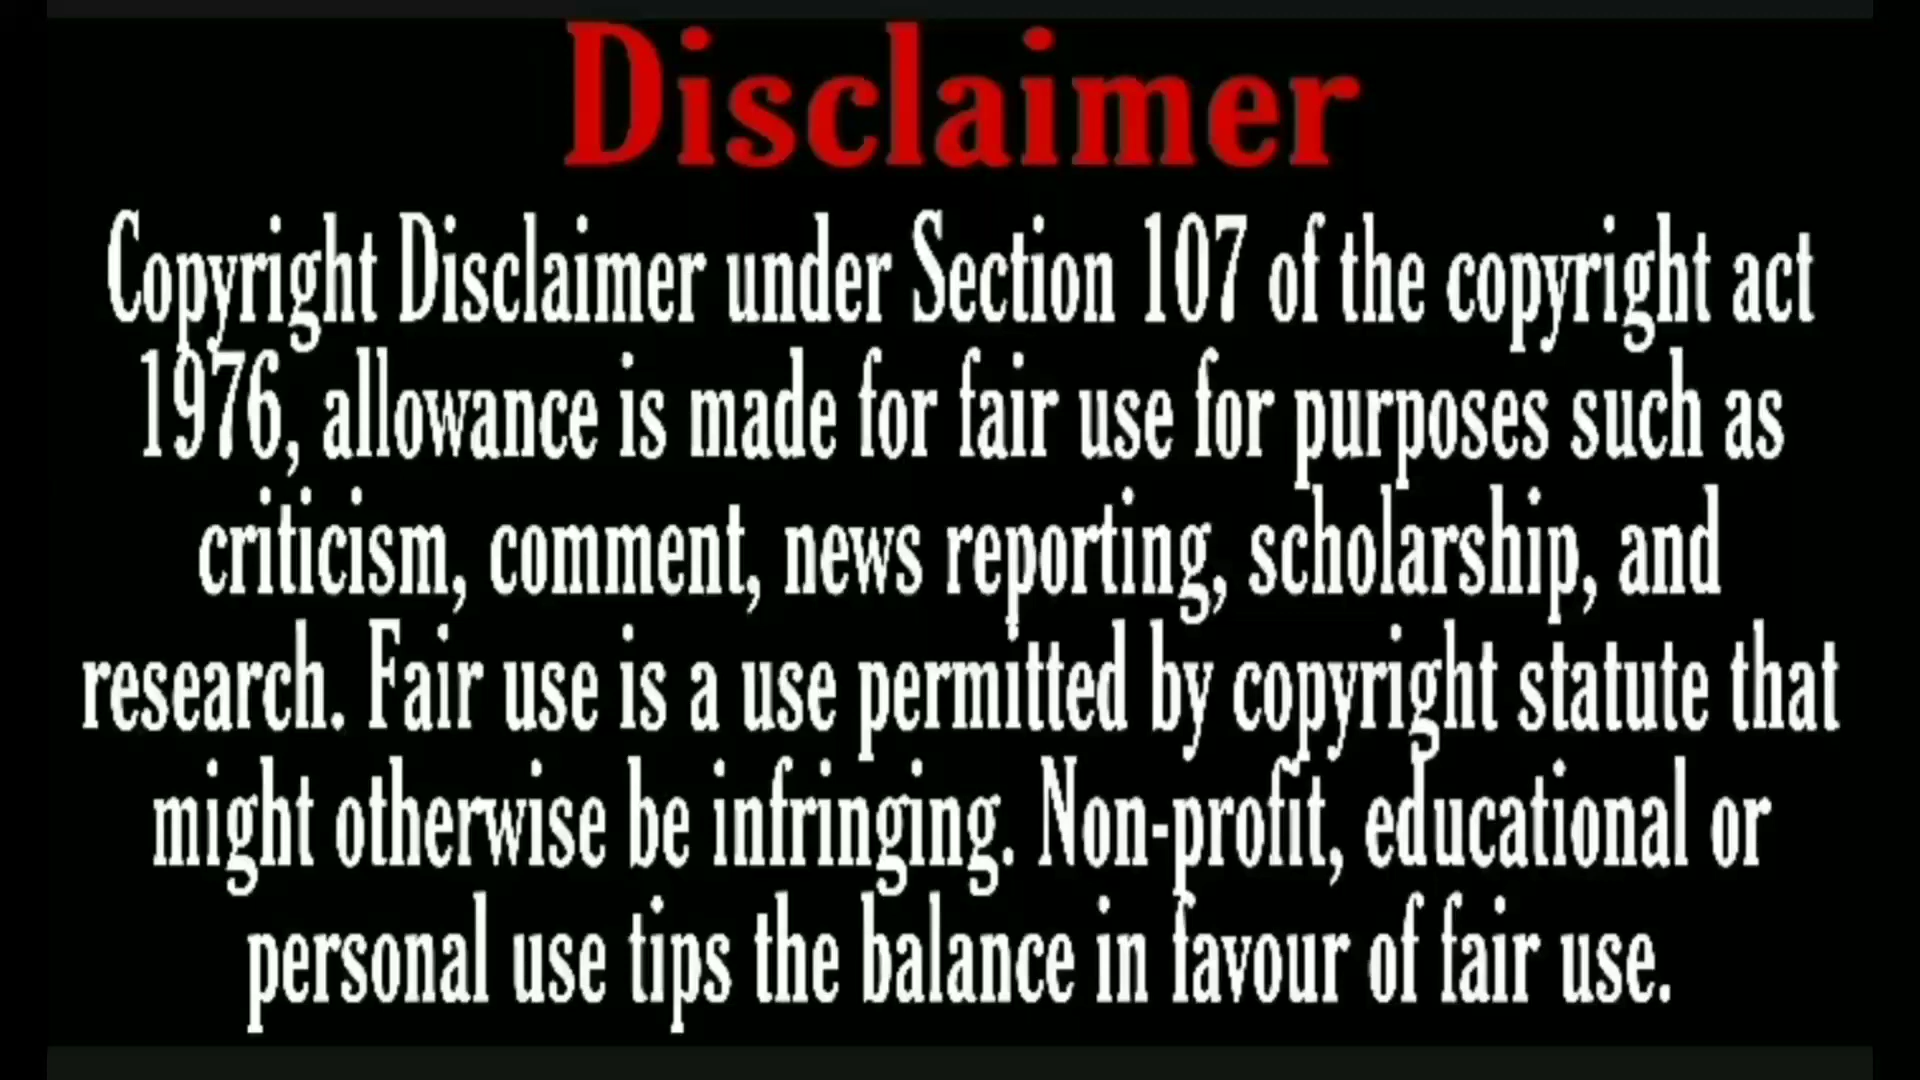 Disclaimer
Copyright Disclaimer under Section 107 of the copyright act
1976, allowance is made for fair use for purposes such as
criticism, comment, news reporting, scholarship, and
research. Fair use is a use permitted by copyright statute that
might otherwise be infringing. Non-profit, educational or
personal use tips the balance in favour of fair use.